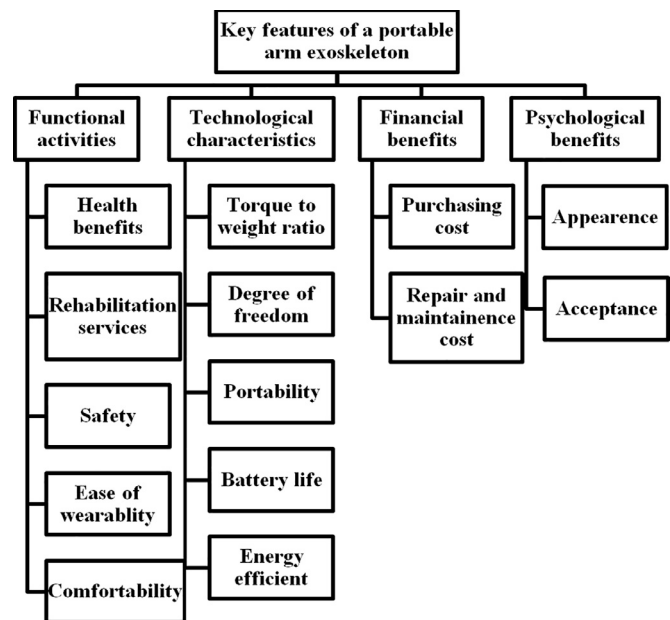 Key features of a portable
arm exoskeleton
Functional
activities
Technological
characteristics
Financial
benefits
Psychological
benefits
Health
benefits
Rehabilitation
services
Safety
Ease of
wearablity
Comfortability
Torque to
weight ratio
Degree of
freedom
Portability
Battery life
Energy
efficient
Purchasing
cost
Repair and
maintainence
cost
Appearence
Acceptance